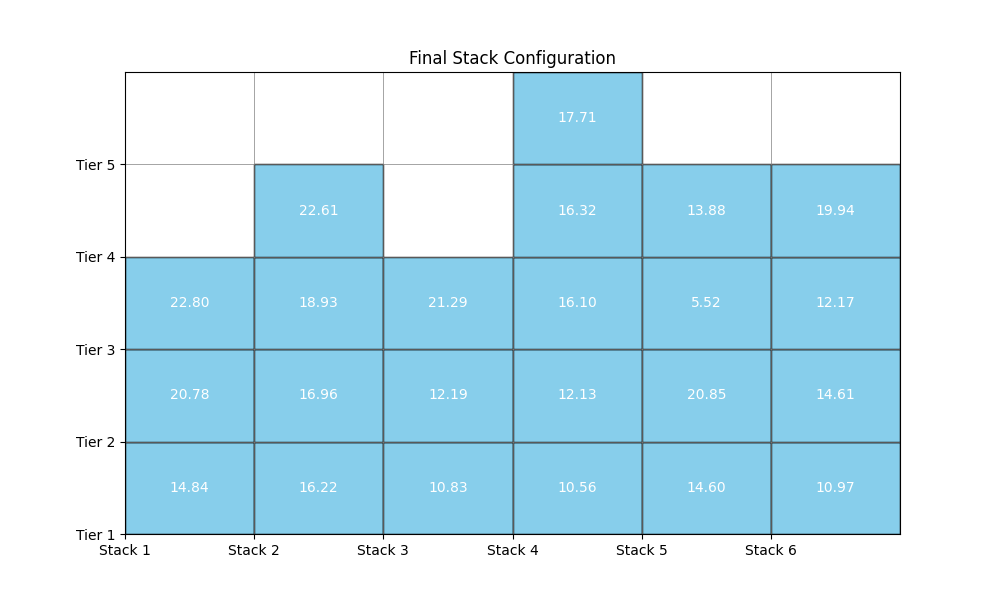 Final Stack Configuration
17.71
Tier 5
22.61 16.32 13.88 19.94
Tier 4
22.80 18.93 21.29 16.10 5.52 12.17
Tier 3
20.78 16.96 12.19 12.13 20.85 14.61
Tier 2
14.84 16.22 10.83 10.56 14.60 10.97
Tier 1
Stack 1 Stack 2 Stack 3 Stack 4 Stack 5 Stack 6